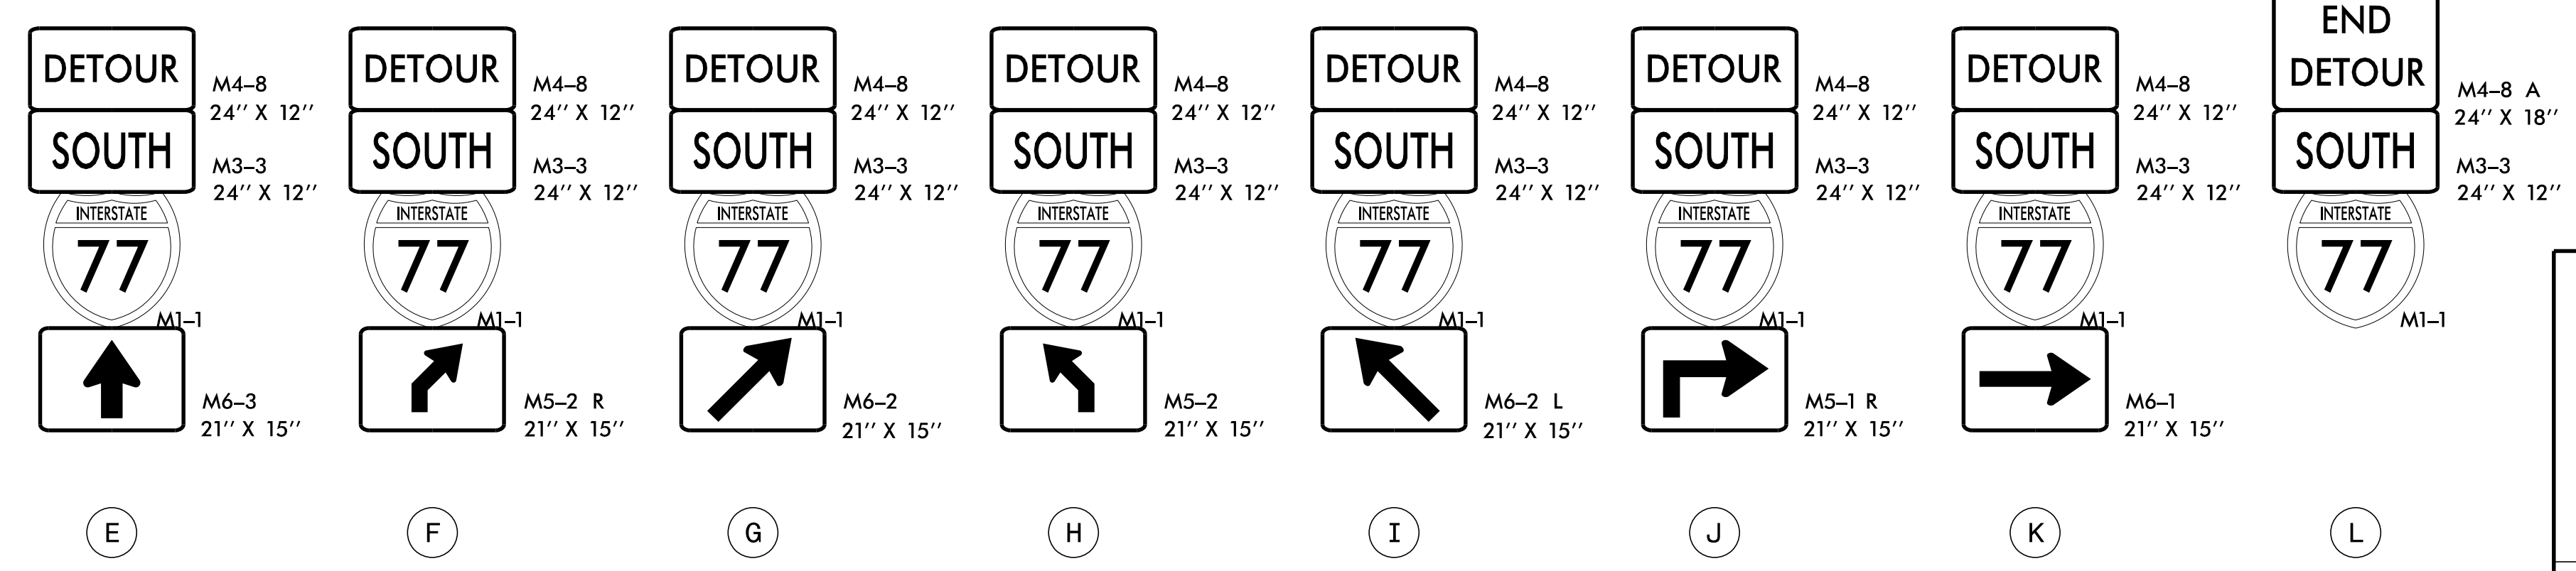 DETOUR
M4–8
24'' X 12''
SOUTH
M3–3
24'' X 12''
INTERSTATE
77
M1–1
M6–3
21'' X 15''
E
DETOUR
M4–8
24'' X 12''
SOUTH
M3–3
24'' X 12''
INTERSTATE
77
M1–1
M5–2 R
21'' X 15''
F
DETOUR
M4–8
24'' X 12''
SOUTH
M3–3
24'' X 12''
INTERSTATE
77
M1–1
M6–2
21'' X 15''
G
DETOUR
M4–8
24'' X 12''
SOUTH
M3–3
24'' X 12''
INTERSTATE
77
M1–1
M5–2
21'' X 15''
H
DETOUR
M4–8
24'' X 12''
SOUTH
M3–3
24'' X 12''
INTERSTATE
77
M1–1
M6–2 L
21'' X 15''
I
DETOUR
M4–8
24'' X 12''
SOUTH
M3–3
24'' X 12''
INTERSTATE
77
M1–1
M5–1 R
21'' X 15''
J
DETOUR
M4–8
24'' X 12''
SOUTH
M3–3
24'' X 12''
INTERSTATE
77
M1–1
M6–1
21'' X 15''
K
END
DETOUR
M4–8 A
24'' X 18''
SOUTH
M3–3
24'' X 12''
INTERSTATE
77
M1–1
L